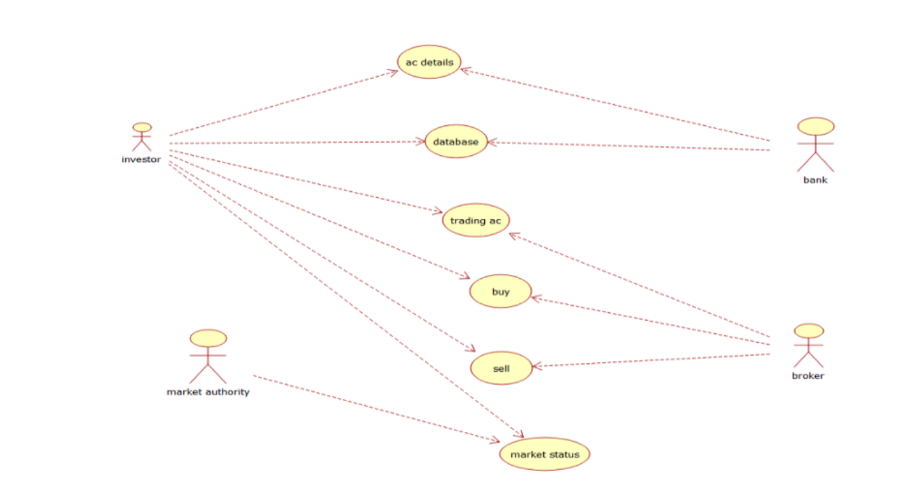 ac details
database
investor
bank
trading ac
buy
sell
broker
market authority
market status